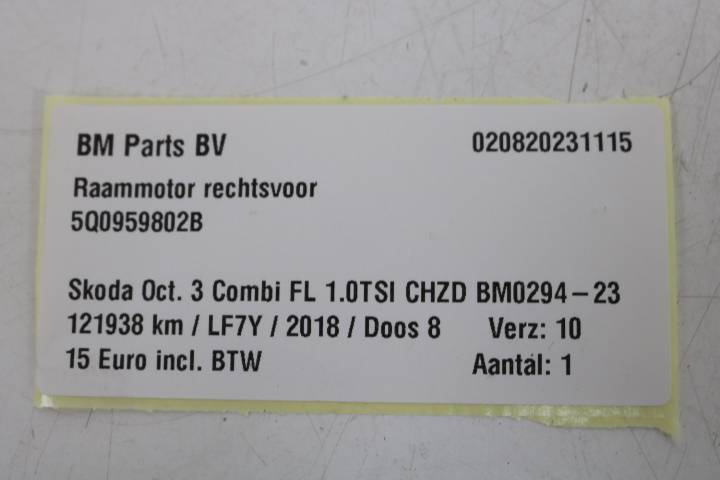 BM Parts BV 020820231115
Raammotor rechtsvoor
5Q0959802B
Skoda Oct. 3 Combi FL 1.0TSI CHZD BM0294-23
121938 km / LF7Y / 2018 / Doos 8 Verz: 10
15 Euro incl. BTW Aantal: 1